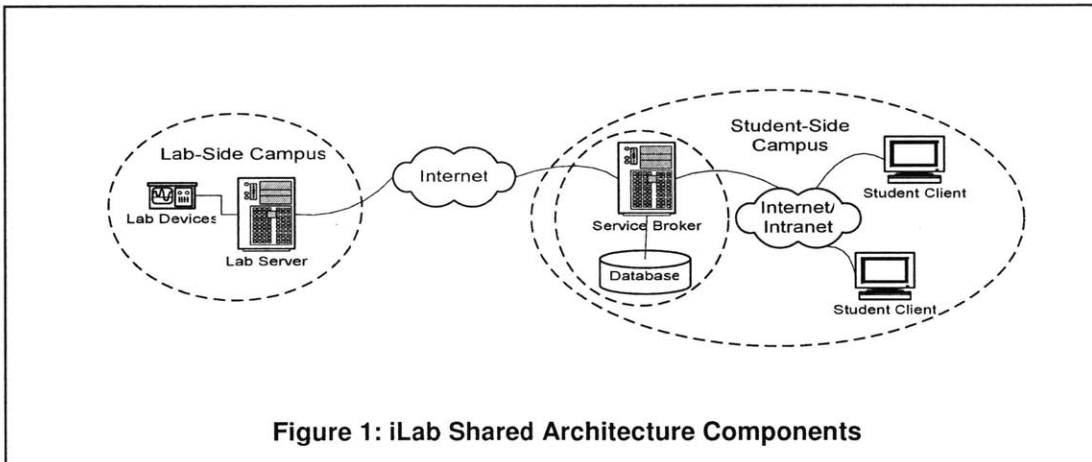 Lab-Side Campus
Lab Devices
Lab Server
Internet
Student-Side
Campus
Service Broker
Database
Internet/
Intranet
Student Client
Student Client
Figure 1: iLab Shared Architecture Components